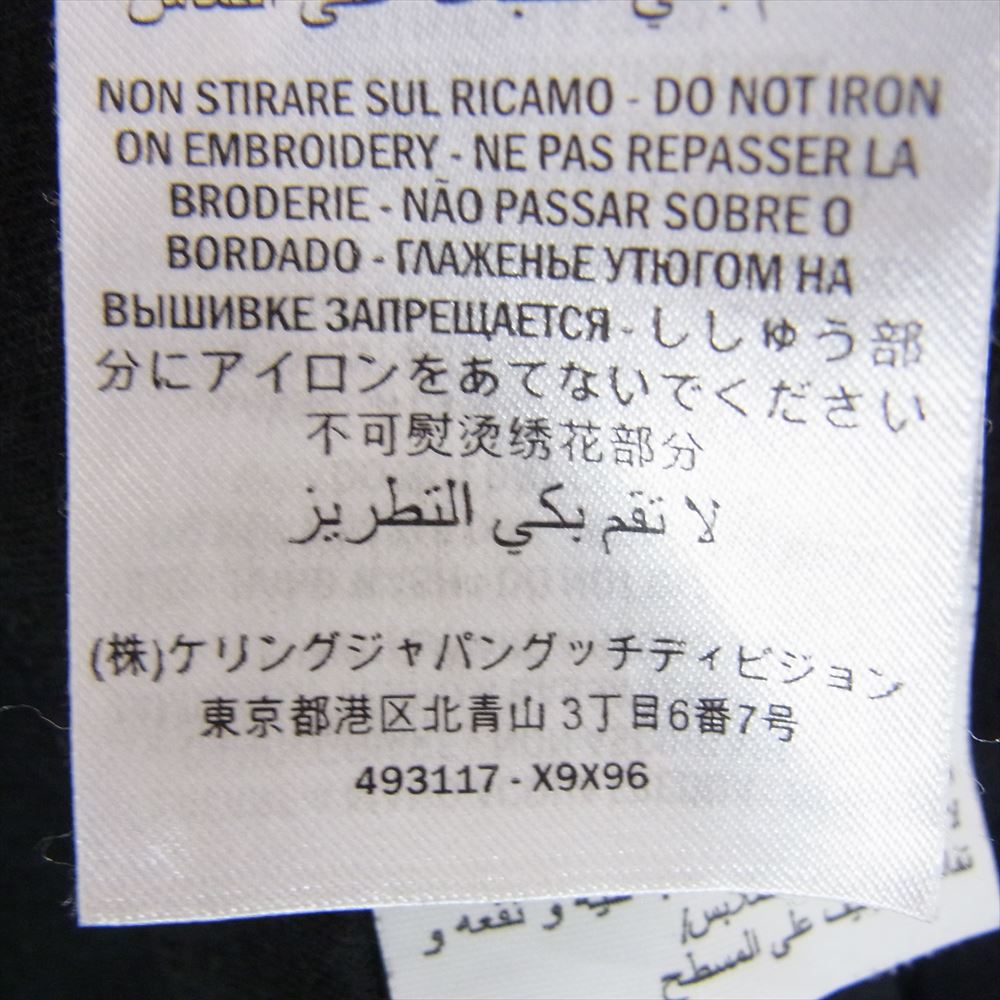 NON STIRARE SUL RICAMO - DO NOT IRON
ON EMBROIDERY - NE PAS REPASSER LA
BRODERIE - NÃO PASSAR SOBRE O
BORDADO - ГЛАЖЕНЬЕ УТЮГОМ НА
ВЫШИВКЕ ЗАПРЕЩАЕТСЯ - ししゅう部
分にアイロンをあてないでください
不可熨烫绣花部分
لا تقم بكي التطريز
(株)ケリングジャパングッチディビジョン
東京都港区北青山 3丁目6番7号
493117 - X9X96
و نقعه و
على المسطح